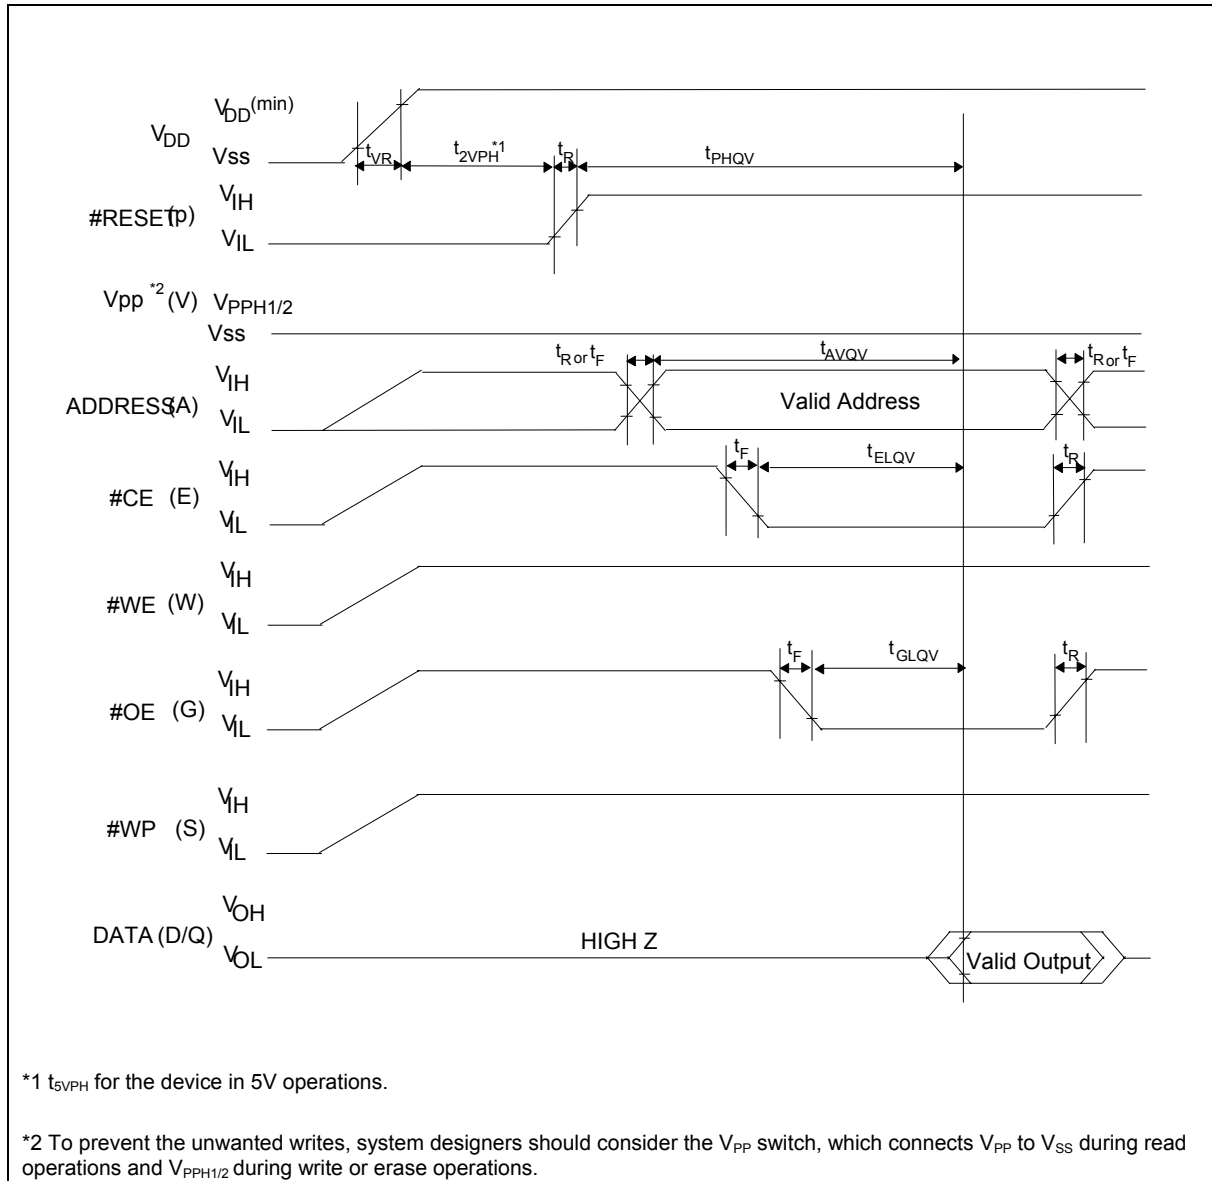 VDD(min)
VDD
Vss
tVR
t2VPH*1
tR
tPHQV
VIH
#RESET(p)
VIL
Vpp *2 (V) VPPH1/2
Vss
tR or tF
tAVQV
tR or tF
VIH
ADDRESS(A)
Valid Address
VIL
tF
tELQV
tR
VIH
#CE (E)
VIL
VIH
#WE (W)
VIL
tF
tGLQV
tR
VIH
#OE (G)
VIL
VIH
#WP (S)
VIL
VOH
DATA (D/Q)
HIGH Z
VOL
Valid Output
*1 t5VPH for the device in 5V operations.
*2 To prevent the unwanted writes, system designers should consider the VPP switch, which connects VPP to VSS during read
operations and VPPH1/2 during write or erase operations.